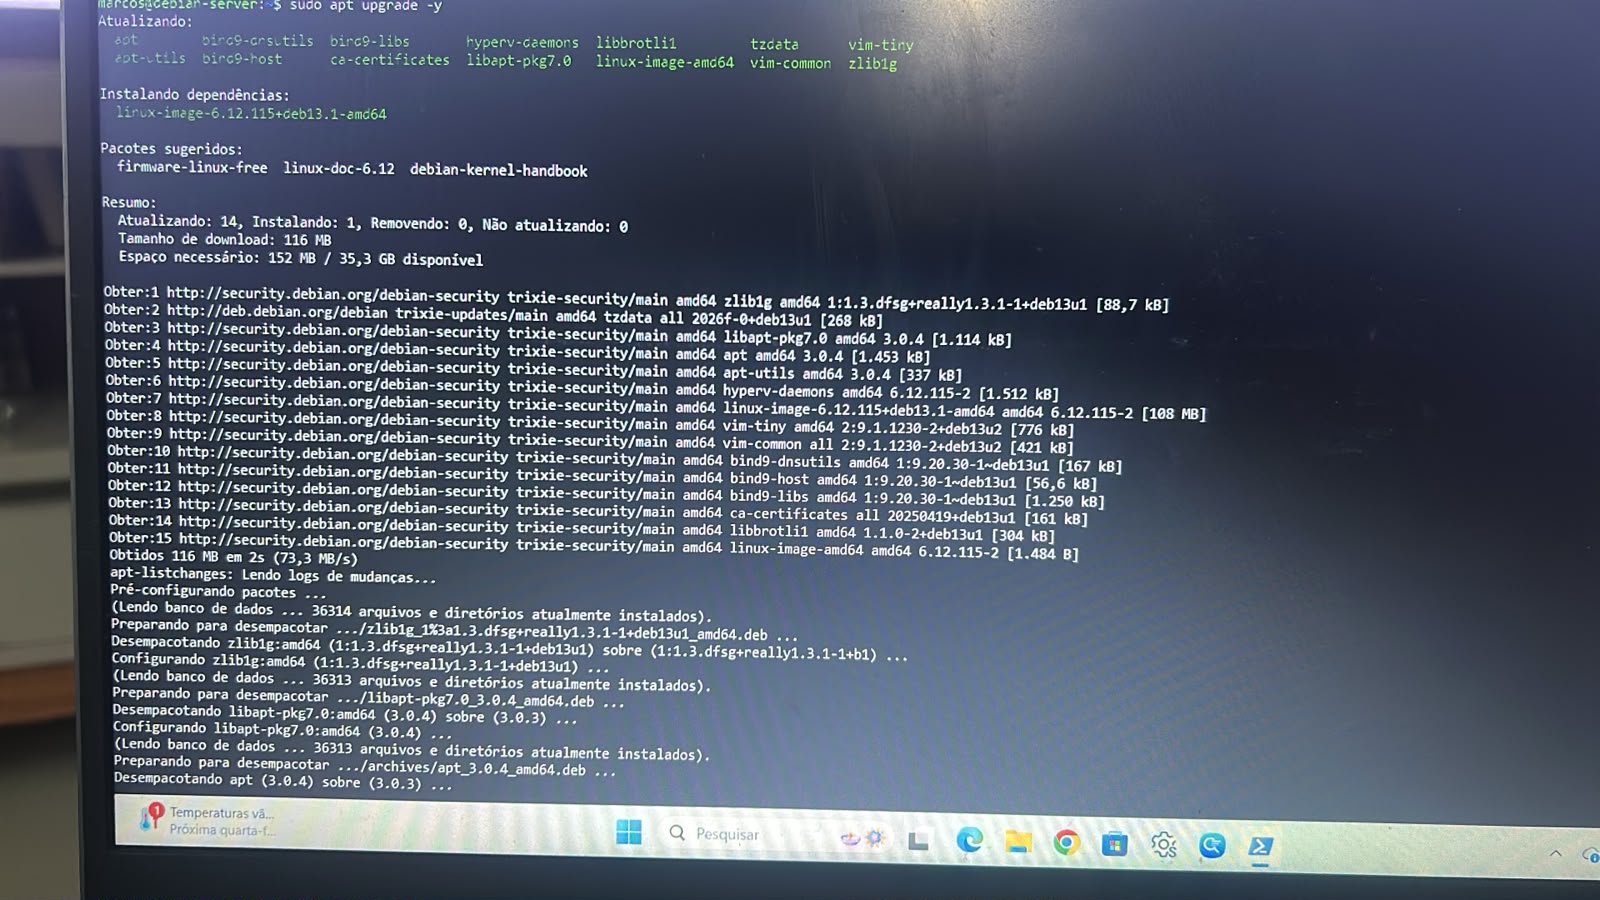 marcos@debian-server:~$ sudo apt upgrade -y
Atualizando:
apt bind9-dnsutils bind9-libs hyperv-daemons libbrotli1 tzdata vim-tiny
apt-utils bind9-host ca-certificates libapt-pkg7.0 linux-image-amd64 vim-common zlib1g
Instalando dependências:
linux-image-6.12.115+deb13.1-amd64
Pacotes sugeridos:
firmware-linux-free linux-doc-6.12 debian-kernel-handbook
Resumo:
Atualizando: 14, Instalando: 1, Removendo: 0, Não atualizando: 0
Tamanho de download: 116 MB
Espaço necessário: 152 MB / 35,3 GB disponível
Obter:1 http://security.debian.org/debian-security trixie-security/main amd64 zlib1g amd64 1:1.3.dfsg+really1.3.1-1+deb13u1 [88,7 kB]
Obter:2 http://deb.debian.org/debian trixie-updates/main amd64 tzdata all 2026f-0+deb13u1 [268 kB]
Obter:3 http://security.debian.org/debian-security trixie-security/main amd64 libapt-pkg7.0 amd64 3.0.4 [1.114 kB]
Obter:4 http://security.debian.org/debian-security trixie-security/main amd64 apt amd64 3.0.4 [1.453 kB]
Obter:5 http://security.debian.org/debian-security trixie-security/main amd64 apt-utils amd64 3.0.4 [337 kB]
Obter:6 http://security.debian.org/debian-security trixie-security/main amd64 hyperv-daemons amd64 6.12.115-2 [1.512 kB]
Obter:7 http://security.debian.org/debian-security trixie-security/main amd64 linux-image-6.12.115+deb13.1-amd64 amd64 6.12.115-2 [108 MB]
Obter:8 http://security.debian.org/debian-security trixie-security/main amd64 vim-tiny amd64 2:9.1.1230-2+deb13u2 [776 kB]
Obter:9 http://security.debian.org/debian-security trixie-security/main amd64 vim-common all 2:9.1.1230-2+deb13u2 [421 kB]
Obter:10 http://security.debian.org/debian-security trixie-security/main amd64 bind9-dnsutils amd64 1:9.20.30-1~deb13u1 [167 kB]
Obter:11 http://security.debian.org/debian-security trixie-security/main amd64 bind9-host amd64 1:9.20.30-1~deb13u1 [56,6 kB]
Obter:12 http://security.debian.org/debian-security trixie-security/main amd64 bind9-libs amd64 1:9.20.30-1~deb13u1 [1.250 kB]
Obter:13 http://security.debian.org/debian-security trixie-security/main amd64 ca-certificates all 20250419+deb13u1 [161 kB]
Obter:14 http://security.debian.org/debian-security trixie-security/main amd64 libbrotli1 amd64 1.1.0-2+deb13u1 [304 kB]
Obter:15 http://security.debian.org/debian-security trixie-security/main amd64 linux-image-amd64 amd64 6.12.115-2 [1.484 B]
Obtidos 116 MB em 2s (73,3 MB/s)
apt-listchanges: Lendo logs de mudanças...
Pré-configurando pacotes ...
(Lendo banco de dados ... 36314 arquivos e diretórios atualmente instalados).
Preparando para desempacotar .../zlib1g_1%3a1.3.dfsg+really1.3.1-1+deb13u1_amd64.deb ...
Desempacotando zlib1g:amd64 (1:1.3.dfsg+really1.3.1-1+deb13u1) sobre (1:1.3.dfsg+really1.3.1-1+b1) ...
Configurando zlib1g:amd64 (1:1.3.dfsg+really1.3.1-1+deb13u1) ...
(Lendo banco de dados ... 36313 arquivos e diretórios atualmente instalados).
Preparando para desempacotar .../libapt-pkg7.0_3.0.4_amd64.deb ...
Desempacotando libapt-pkg7.0:amd64 (3.0.4) sobre (3.0.3) ...
Configurando libapt-pkg7.0:amd64 (3.0.4) ...
(Lendo banco de dados ... 36313 arquivos e diretórios atualmente instalados).
Preparando para desempacotar .../archives/apt_3.0.4_amd64.deb ...
Desempacotando apt (3.0.4) sobre (3.0.3) ...
1
Temperaturas vã...
Próxima quarta-f...
Pesquisar